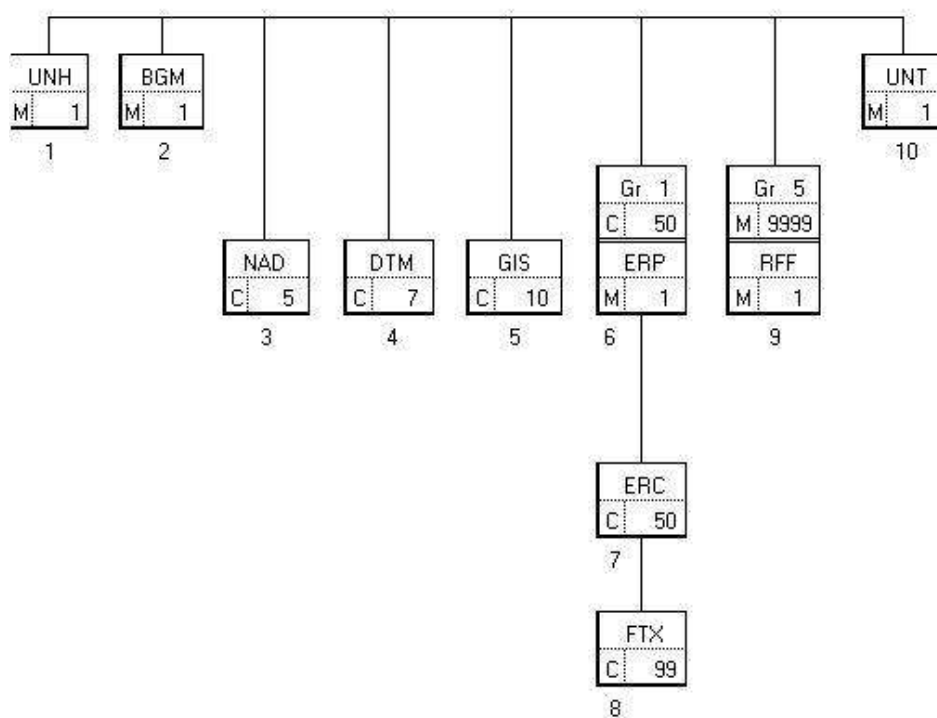 UNH
M 1
1
BGM
M 1
2
NAD
C 5
3
DTM
C 7
4
GIS
C 10
5
Gr 1
C 50
ERP
M 1
6
ERC
C 50
7
FTX
C 99
8
Gr 5
M 9999
RFF
M 1
9
UNT
M 1
10